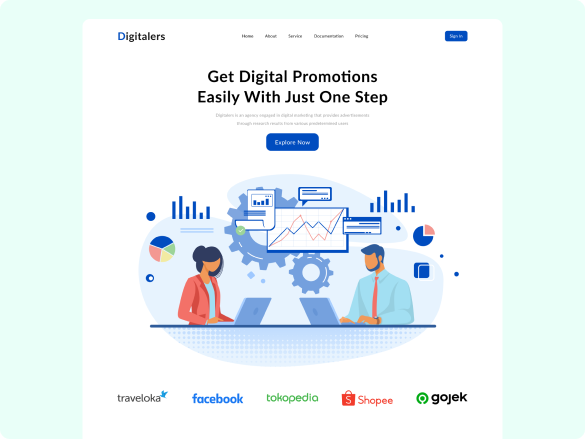 Digitalers
Home About Service Documentation Pricing
Sign In
Get Digital Promotions
Easily With Just One Step
Digitalers is an agency engaged in digital marketing that provides advertisements
through research results from various predetermined users
Explore Now
traveloka facebook tokopedia Shopee gojek